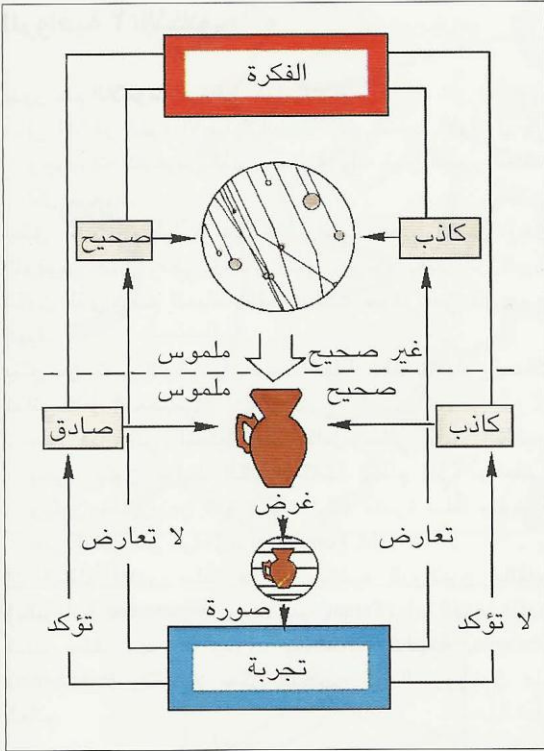 الفكرة
كاذب
صحيح
غير صحيح ملموس
صحيح ملموس
كاذب
صادق
غرض
تعارض
لا تعارض
صورة
لا تؤكد
تؤكد
تجربة